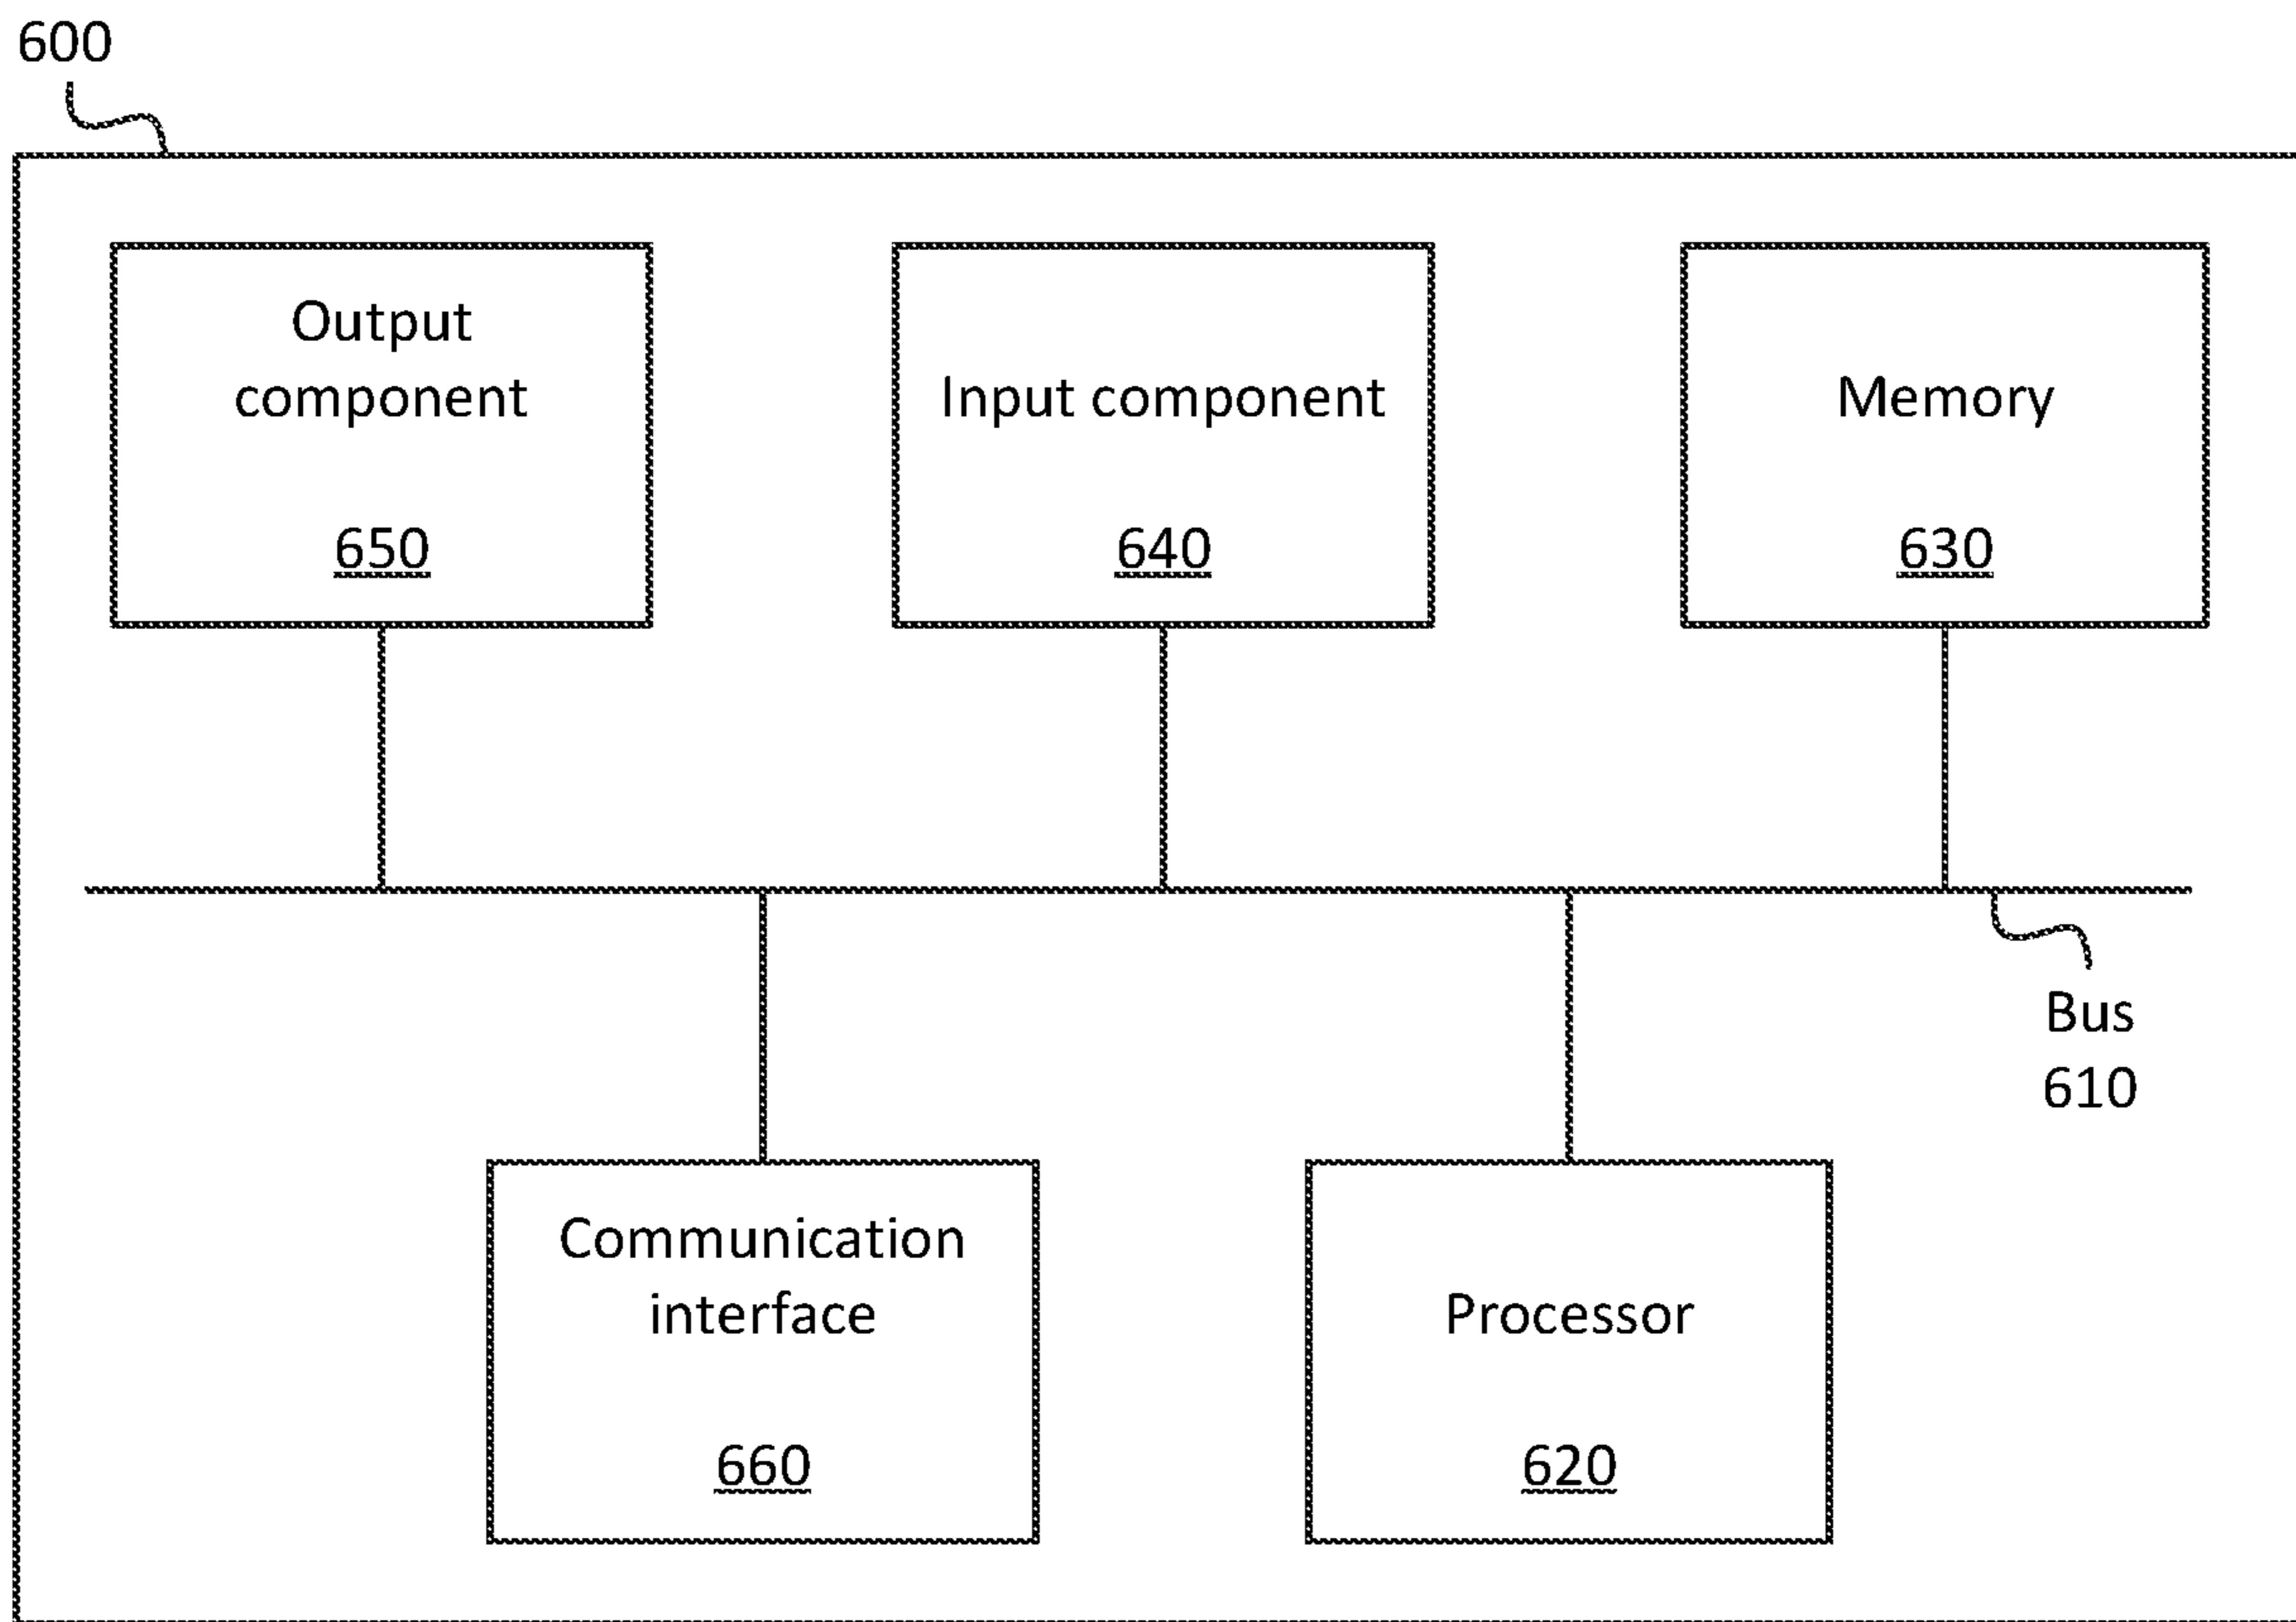 600
Output
component
650
Input component
640
Memory
630
Bus
610
Communication
interface
660
Processor
620